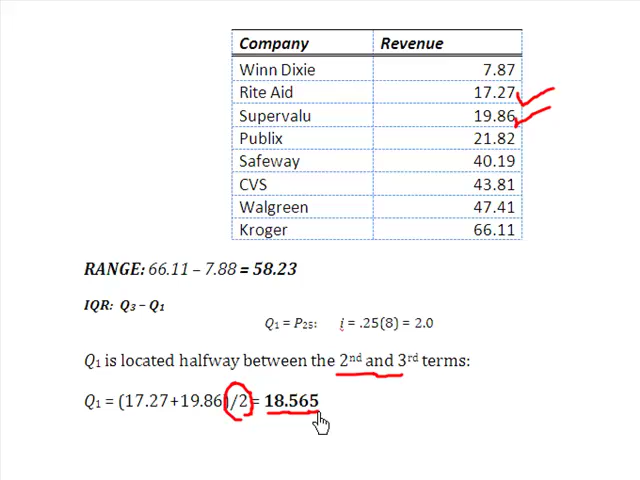 Company Revenue
Winn Dixie 7.87
Rite Aid 17.27
Supervalu 19.86
Publix 21.82
Safeway 40.19
CVS 43.81
Walgreen 47.41
Kroger 66.11
RANGE: 66.11 – 7.88 = 58.23
IQR: Q3 – Q1
Q1 = P25: i = .25(8) = 2.0
Q1 is located halfway between the 2nd and 3rd terms:
Q1 = (17.27+19.86)/2 = 18.565